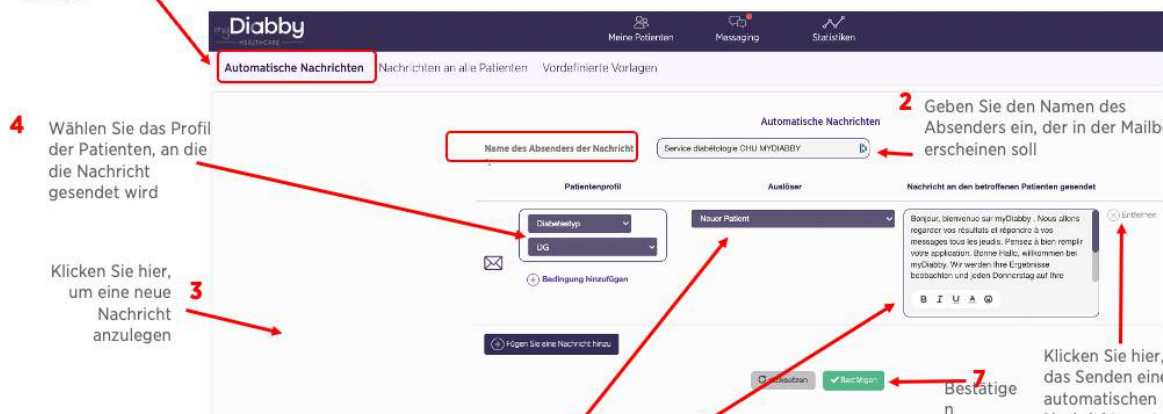 myDiabby
HEALTHCARE
Meine Patienten
Messaging
Statistiken
Automatische Nachrichten
Nachrichten an alle Patienten
Vordefinierte Vorlagen
4
Wählen Sie das Profil
der Patienten, an die
die Nachricht
gesendet wird
Automatische Nachrichten
2
Geben Sie den Namen des
Absenders ein, der in der
erscheinen soll
Name des Absenders der Nachricht
Service diabétologie CHU MYDIABBY
Patientenprofil
Auslöser
Nachricht an den betroffenen Patienten gesendet
Diabetestyp
DG
Neuer Patient
Bonjour, bienvenue sur myDiabby . Nous allons
regarder vos résultats et répondre à vos
messages tous les jeudis. Pensez à bien remplir
votre application. Bonne Hallo, willkommen bei
myDiabby. Wir werden Ihre Ergebnisse
beobachten und jeden Donnerstag auf Ihre
Entfernen
Bedingung hinzufügen
B I U A
Klicken Sie hier,
um eine neue
3
Nachricht
anzulegen
Fügen Sie eine Nachricht hinzu
Bestätigen
7
Bestätige
n
Klicken Sie hier,
das Senden
automatischen